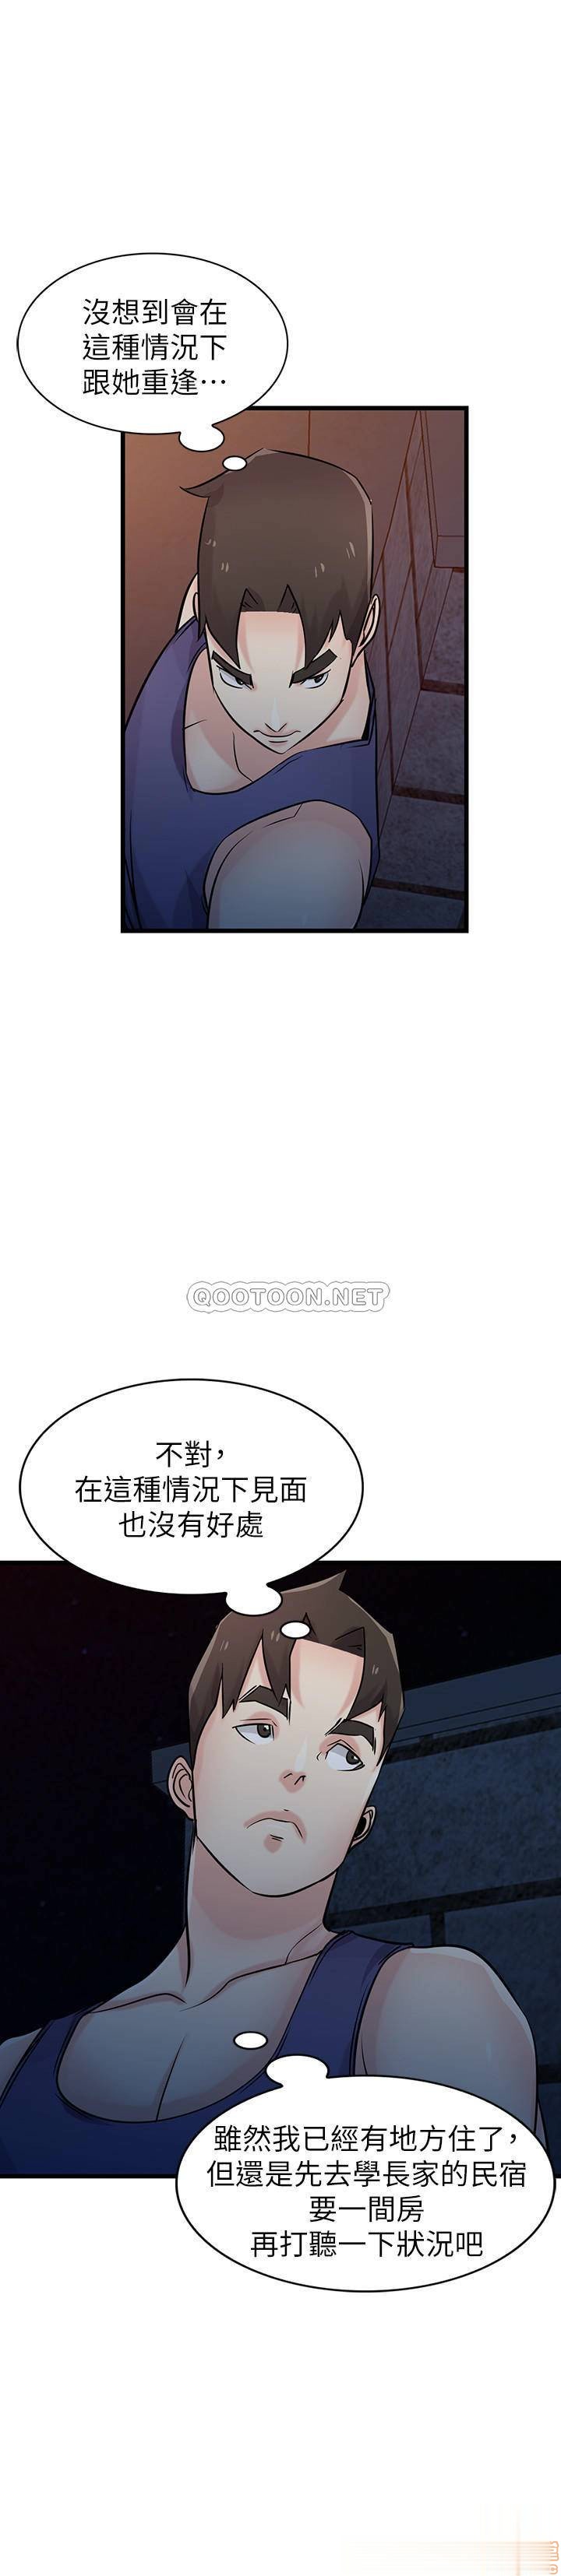 沒想到會在
這種情況下
跟她重逢…
QOOTOON.NET
不對，
在這種情況下見面
也沒有好處
雖然我已經有地方住了，
但還是先去學長家的民宿
要一間房
再打聽一下狀況吧